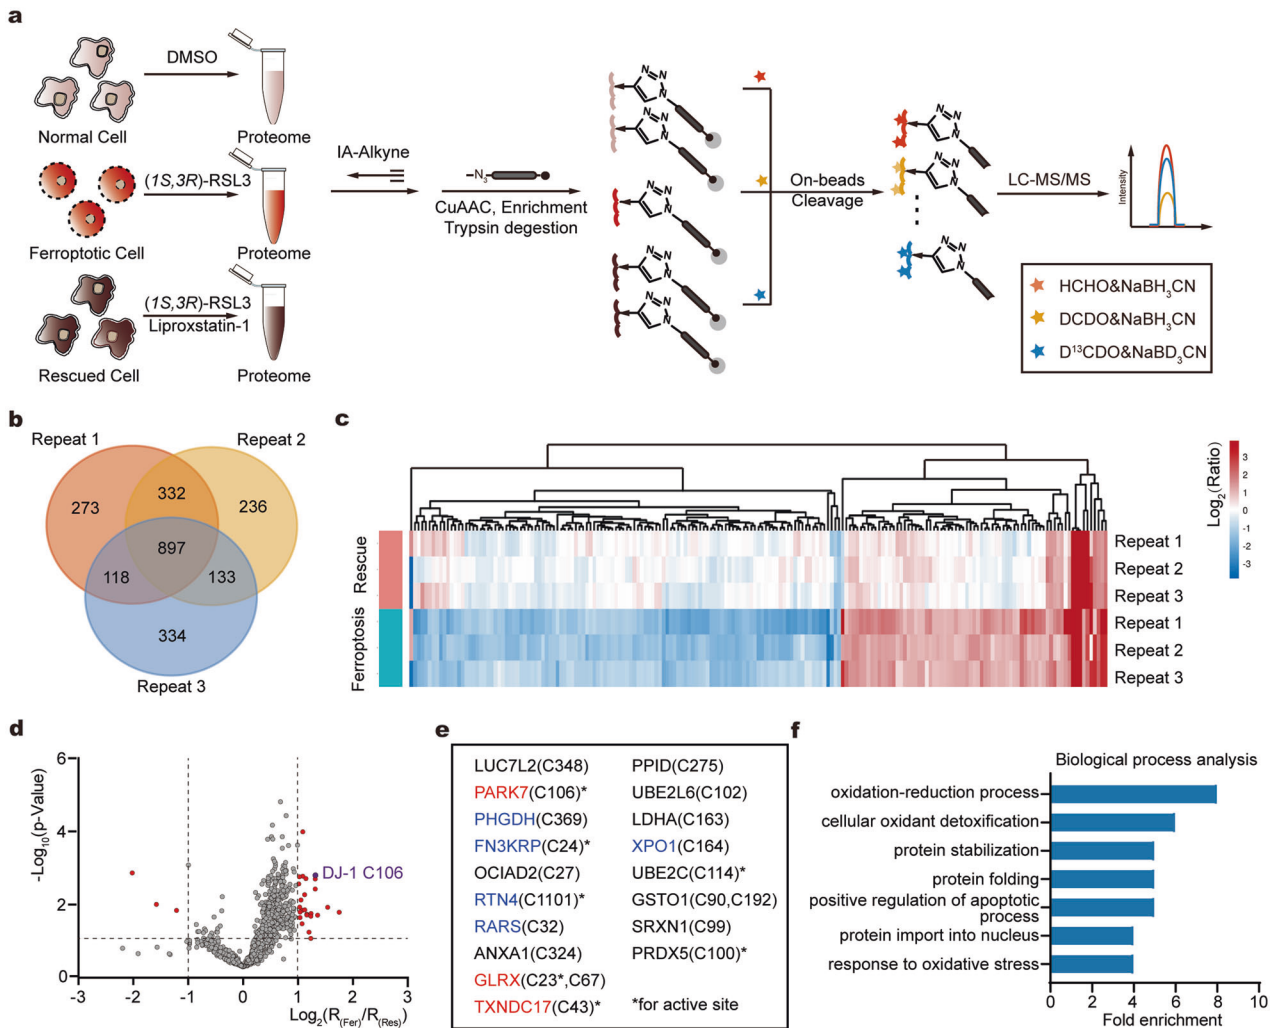 a
DMSO
Normal Cell
Proteome
(1S,3R)-RSL3
Ferroptotic Cell
Proteome
(1S,3R)-RSL3
Liproxstatin-1
Rescued Cell
Proteome
IA-Alkyne
–N3
CuAAC, Enrichment
Trypsin degestion
N N N
N N N
N N N
N N N
N N N
On-beads
Cleavage
N N N
N N N
N N N
LC-MS/MS
Intensity
HCHO&NaBH3CN
DCDO&NaBH3CN
D13CDO&NaBD3CN
b
Repeat 1
Repeat 2
273
332
236
897
118
133
334
Repeat 3
c
Rescue
Ferroptosis
Repeat 1
Repeat 2
Repeat 3
Repeat 1
Repeat 2
Repeat 3
Log2(Ratio)
3
2
1
0
-1
-2
-3
d
-Log10(p-Value)
6
4
2
0
DJ-1 C106
-3 -2 -1 0 1 2 3
Log2(R(Fer)/R(Res)
e
LUC7L2(C348)
PARK7(C106)*
PHGDH(C369)
FN3KRP(C24)*
OCIAD2(C27)
RTN4(C1101)*
RARS(C32)
ANXA1(C324)
GLRX(C23*,C67)
TXNDC17(C43)*
PPID(C275)
UBE2L6(C102)
LDHA(C163)
XPO1(C164)
UBE2C(C114)*
GSTO1(C90,C192)
SRXN1(C99)
PRDX5(C100)*
*for active site
f
Biological process analysis
oxidation-reduction process
cellular oxidant detoxification
protein stabilization
protein folding
positive regulation of apoptotic
process
protein import into nucleus
response to oxidative stress
0 2 4 6 8 10
Fold enrichment